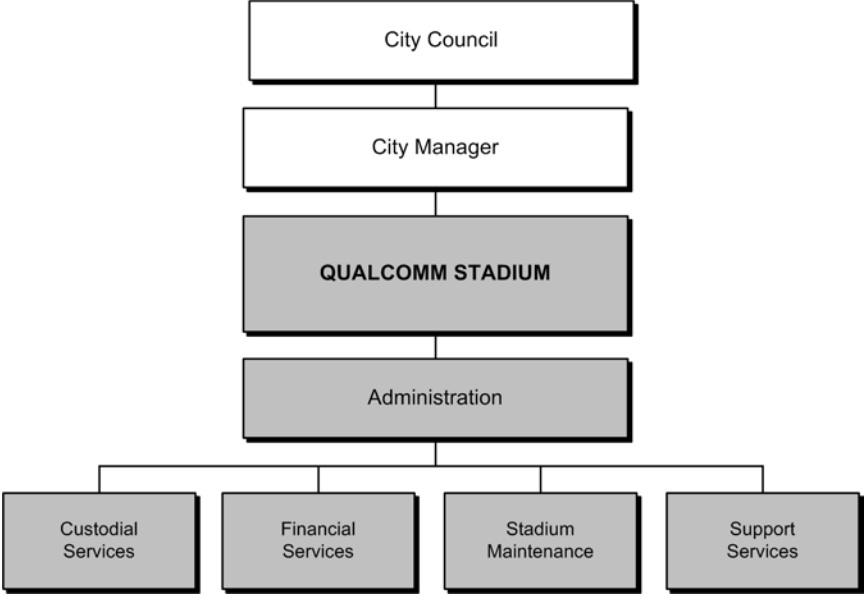 City Council
City Manager
QUALCOMM STADIUM
Administration
Custodial
Services
Financial
Services
Stadium
Maintenance
Support
Services